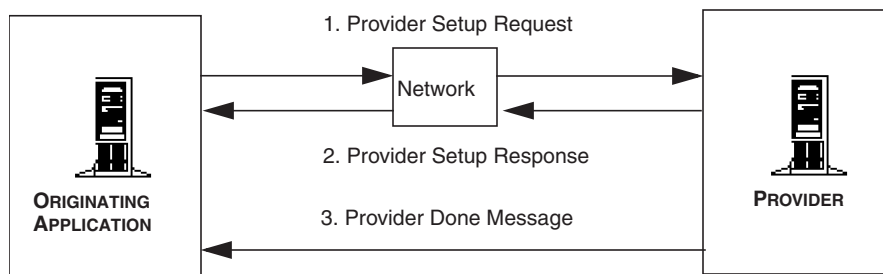 1. Provider Setup Request
Network
2. Provider Setup Response
ORIGINATING
APPLICATION
PROVIDER
3. Provider Done Message